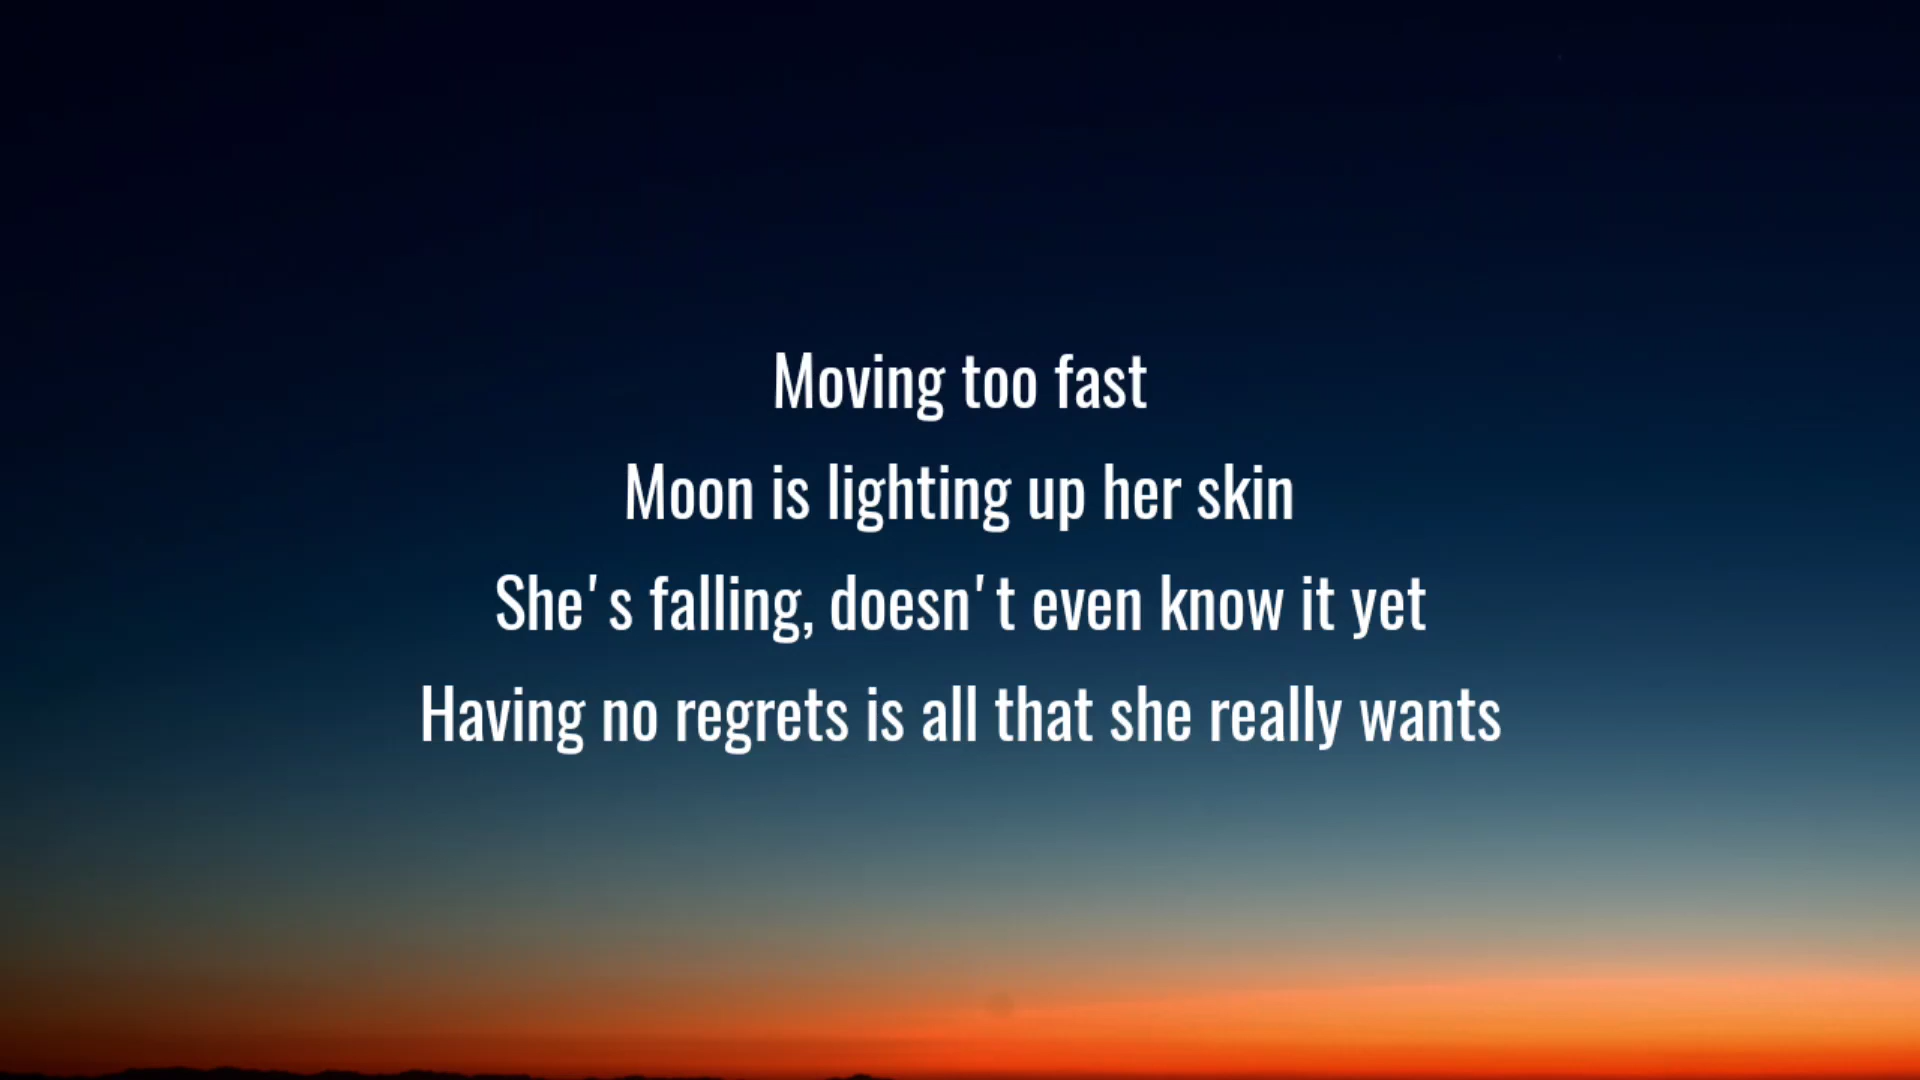 Moving too fast
Moon is lighting up her skin
She's falling, doesn't even know it yet
Having no regrets is all that she really wants